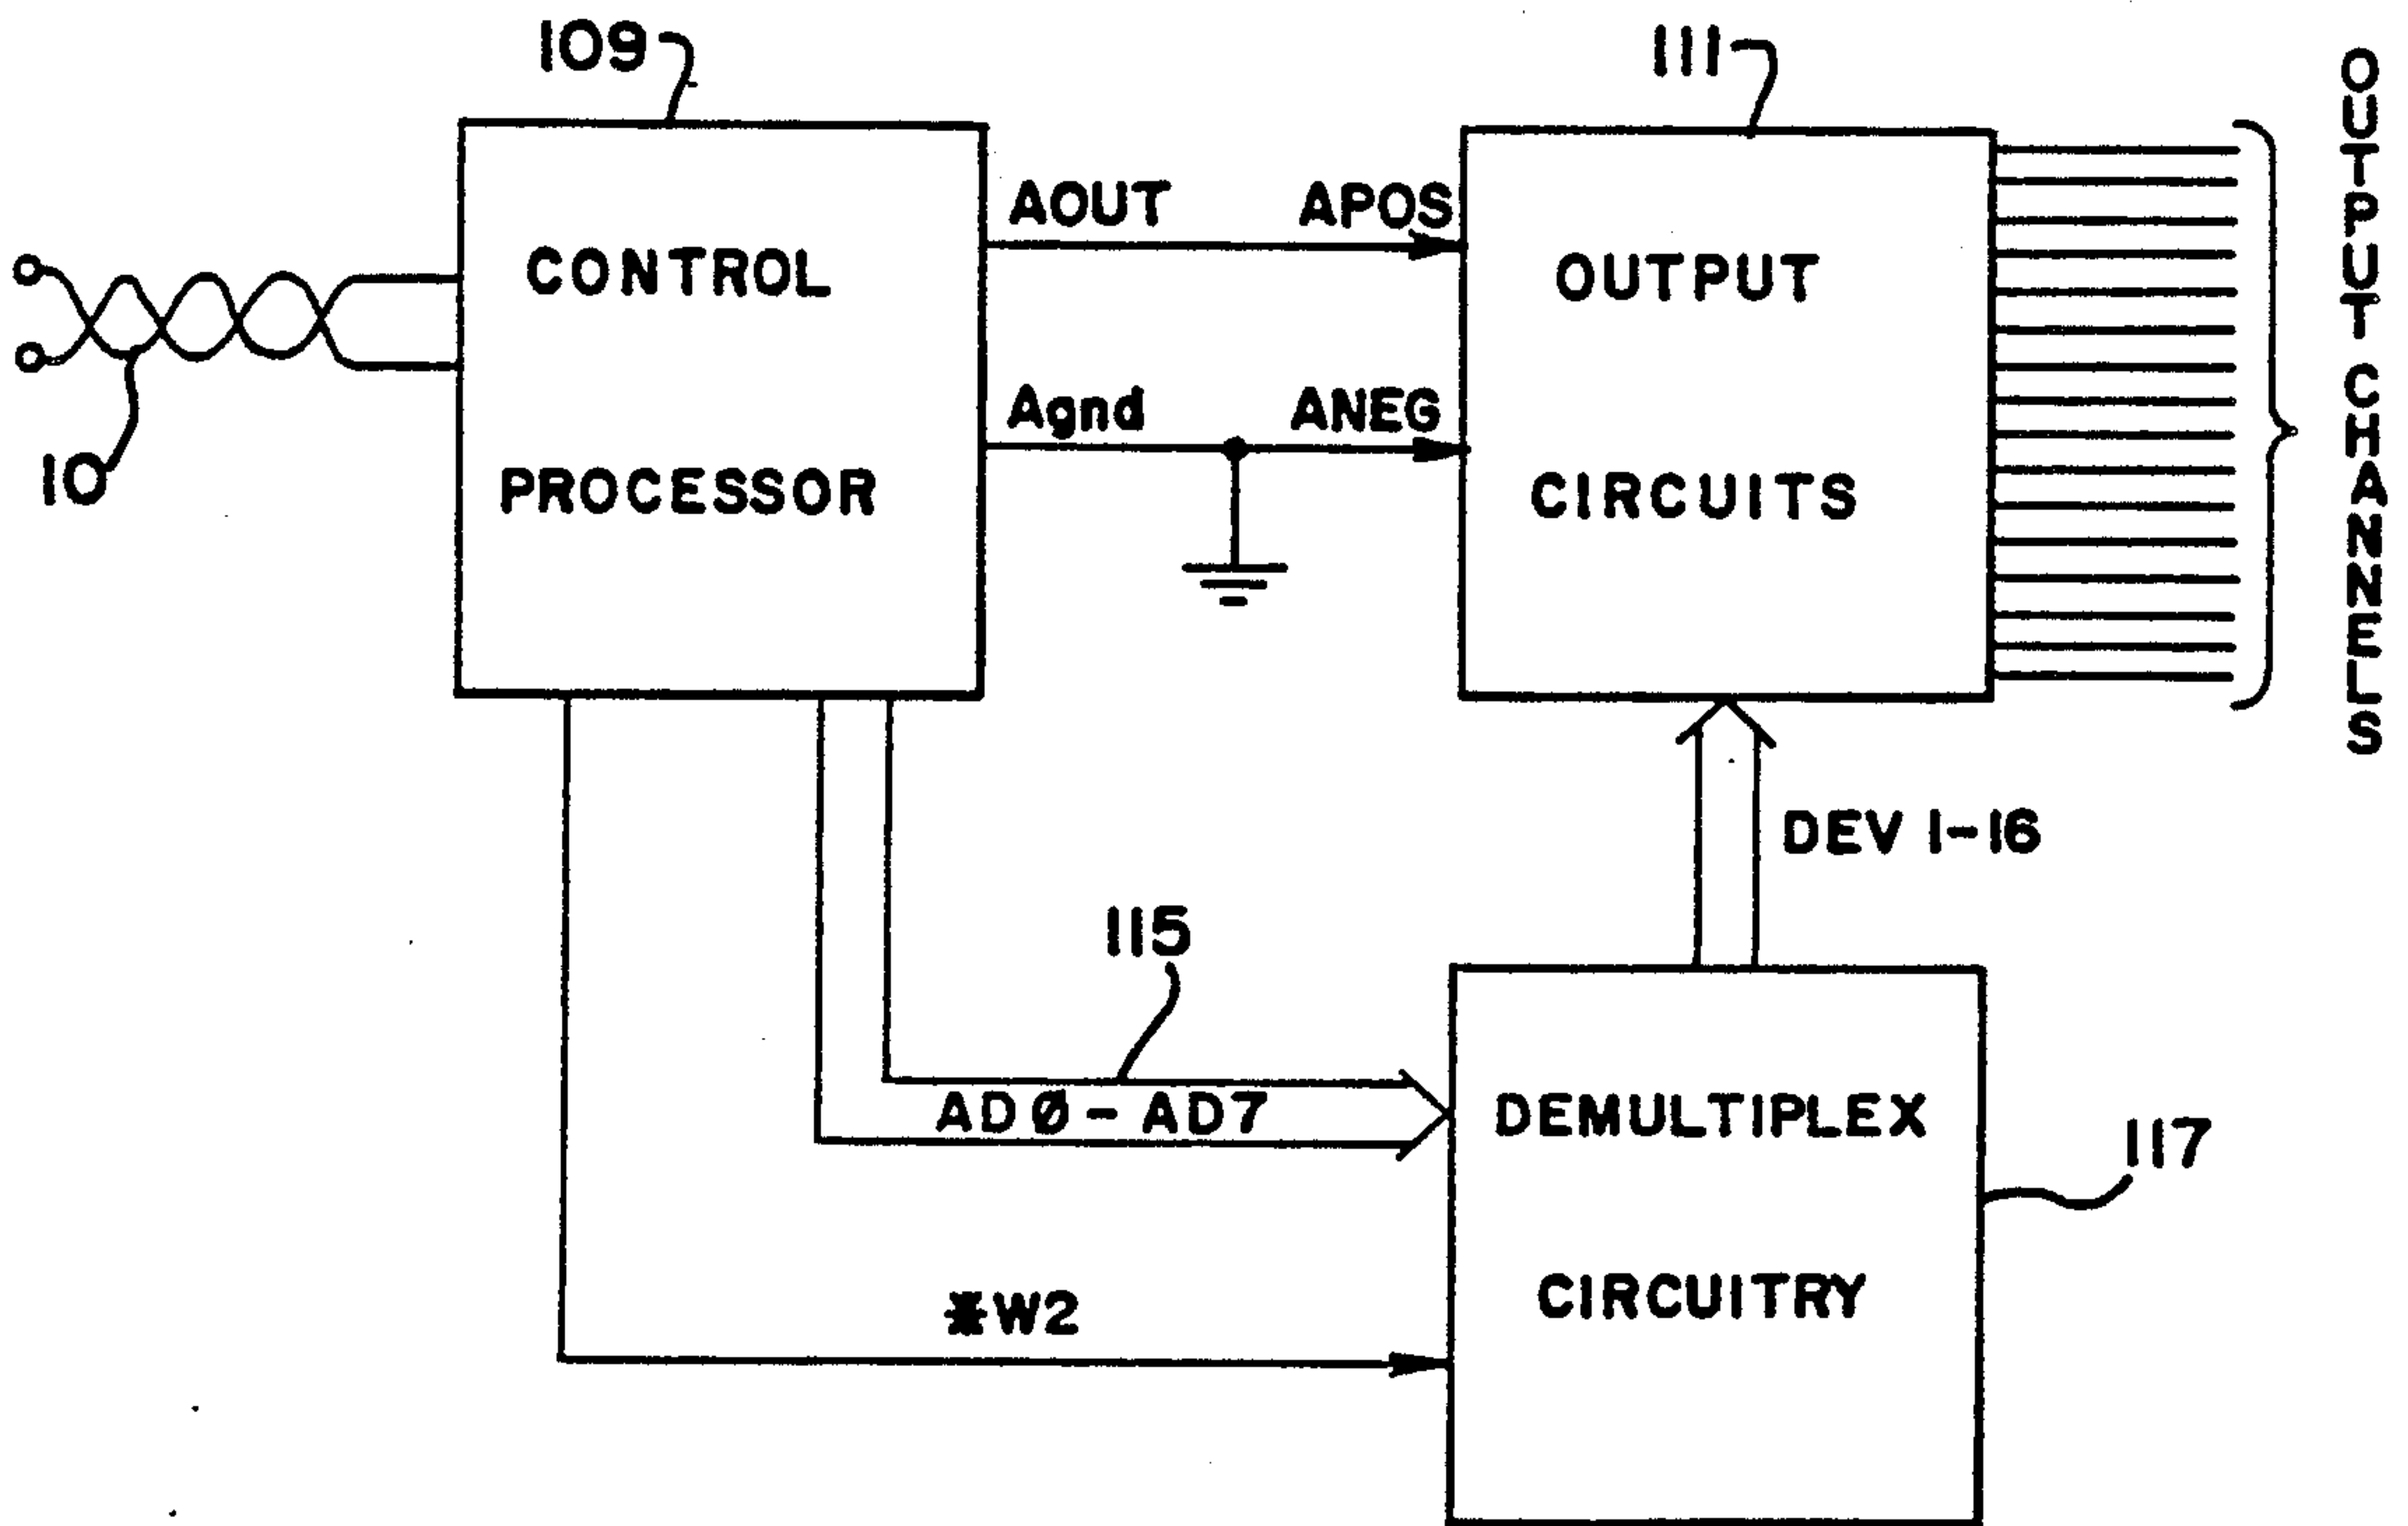 109
111
OUTPUT CHANNELS
AOUT
APOS
CONTROL
PROCESSOR
OUTPUT
CIRCUITS
Agnd
ANEG
10
DEV 1-16
115
ADØ - AD7
DEMULTIPLEX
CIRCUITRY
117
*W2